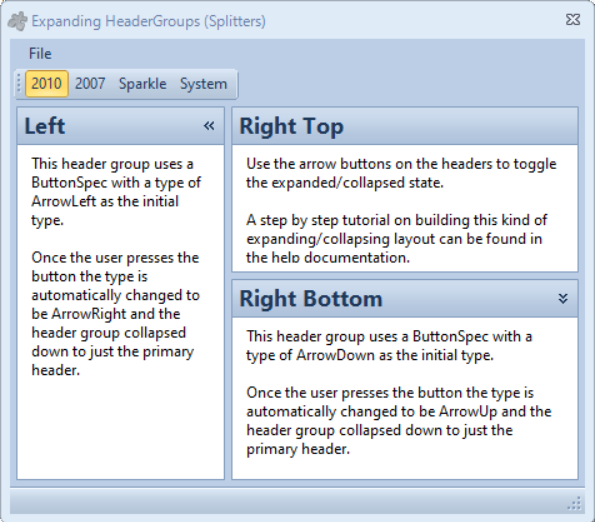 Expanding HeaderGroups (Splitters)
File
2010 2007 Sparkle System
Left
This header group uses a
ButtonSpec with a type of
ArrowLeft as the initial
type.
Once the user presses the
button the type is
automatically changed to
be ArrowRight and the
header group collapsed
down to just the primary
header.
Right Top
Use the arrow buttons on the headers to toggle
the expanded/collapsed state.
A step by step tutorial on building this kind of
expanding/collapsing layout can be found in
the help documentation.
Right Bottom
This header group uses a ButtonSpec with a
type of ArrowDown as the initial type.
Once the user presses the button the type is
automatically changed to be ArrowUp and the
header group collapsed down to just the
primary header.